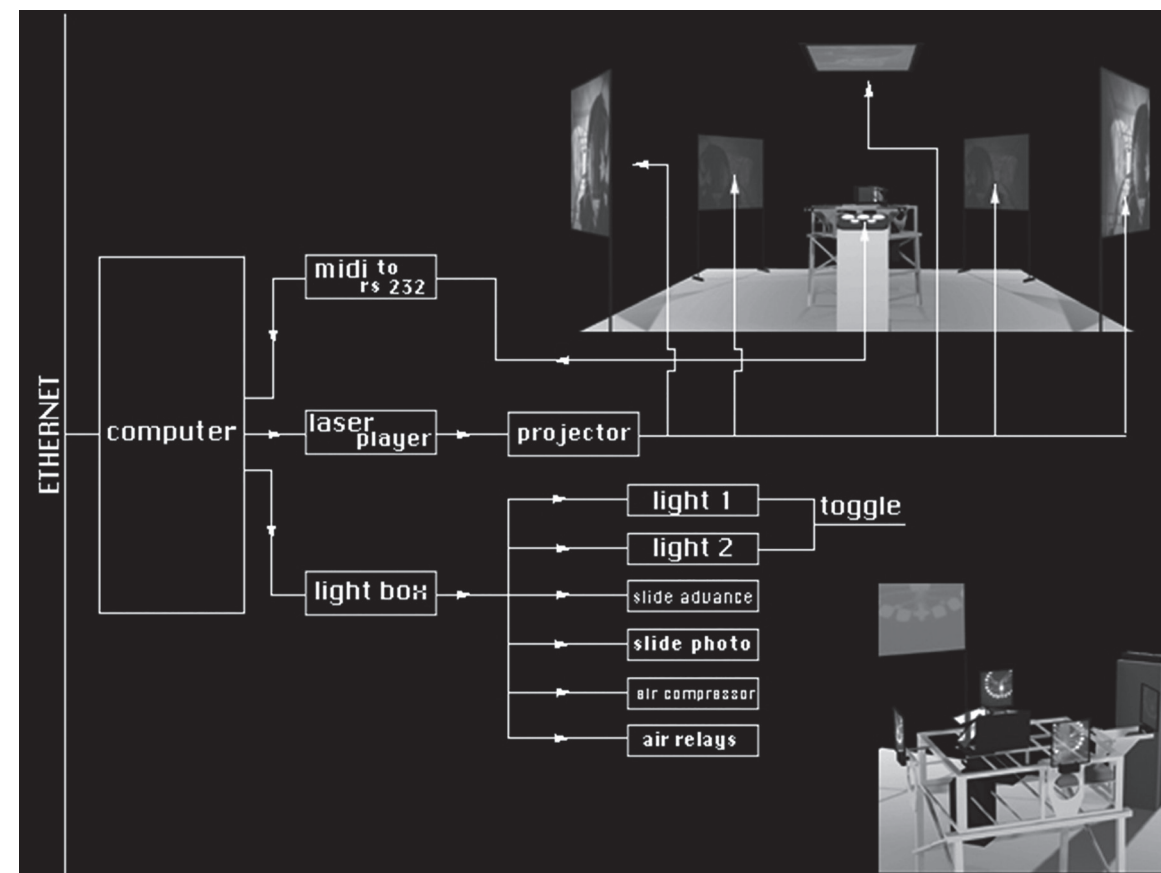 ETHERNET
computer
midi to
rs 232
laser
player
projector
light box
light 1
light 2
toggle
slide advance
slide photo
air compressor
air relays